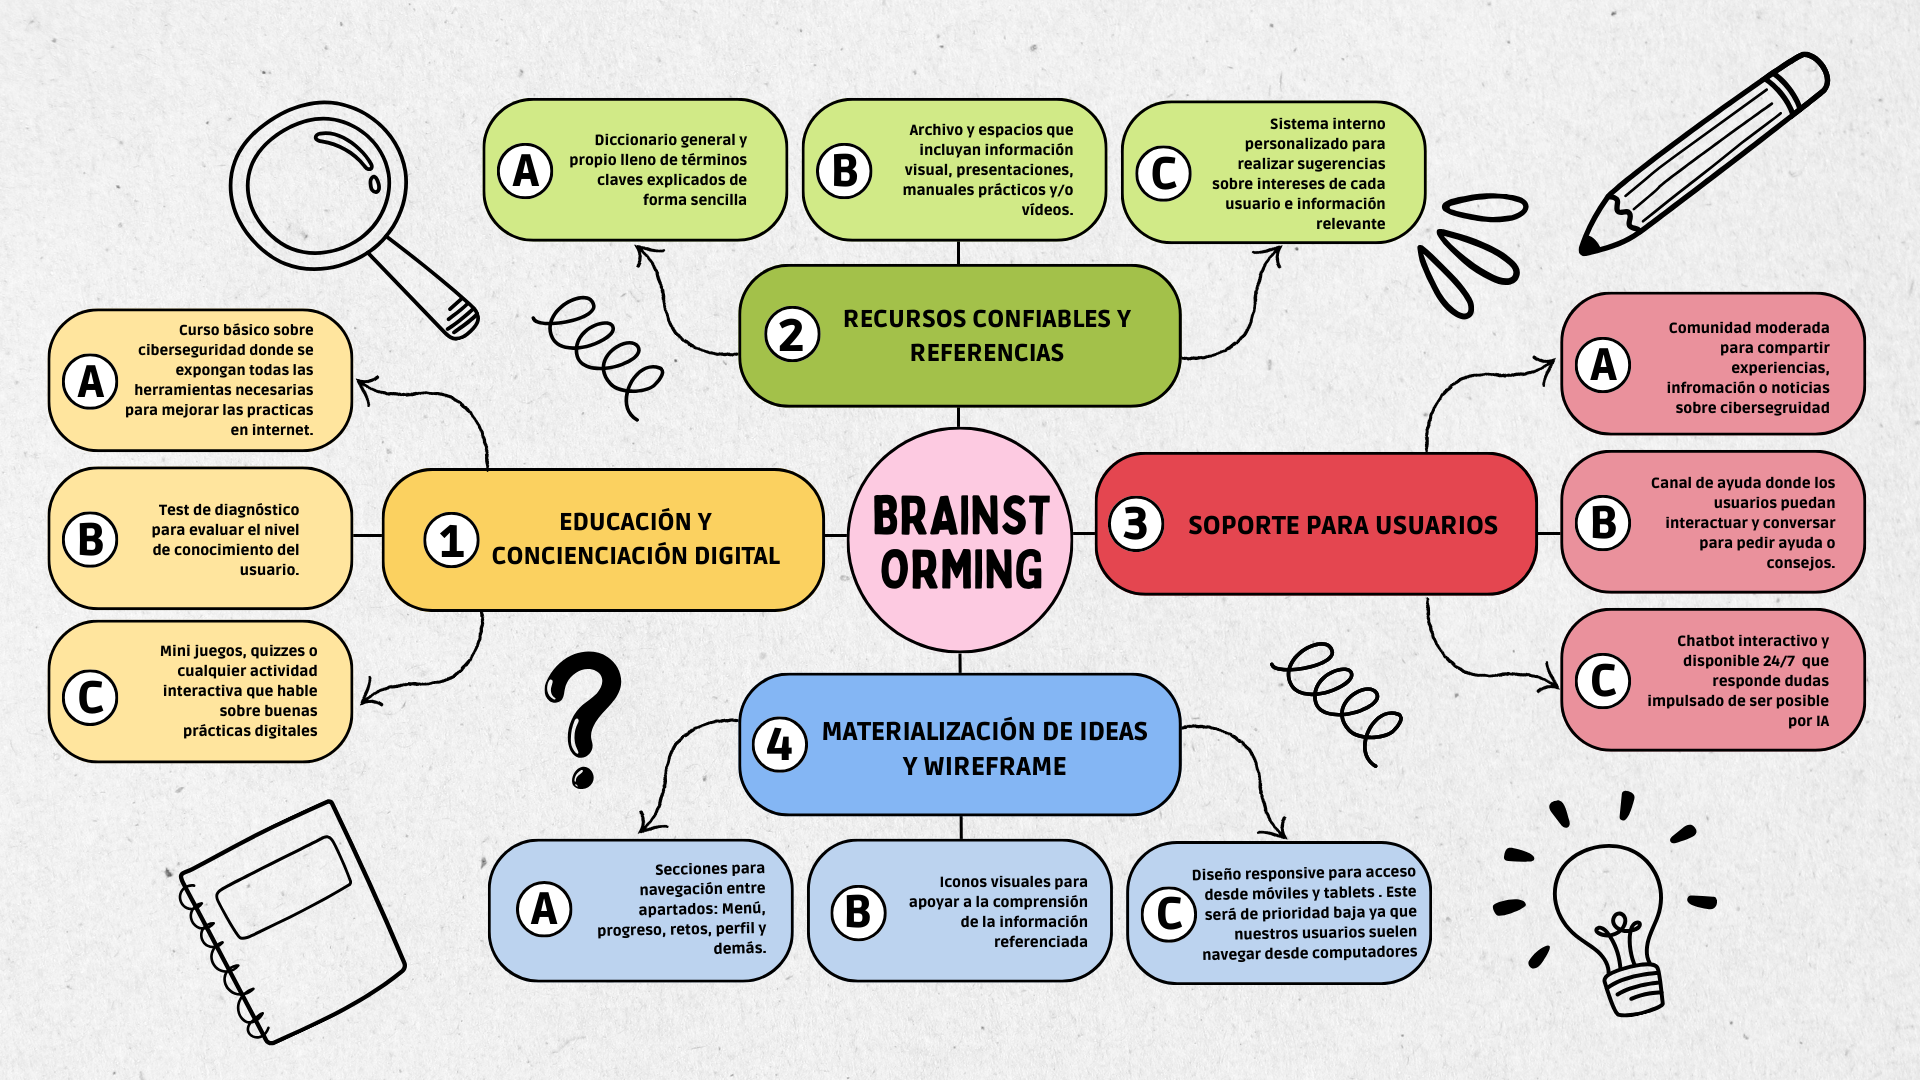 BRAINST
ORMING
1
EDUCACIÓN Y
CONCIENCIACIÓN DIGITAL
A
Curso básico sobre
ciberseguridad donde se
expongan todas las
herramientas necesarias
para mejorar las practicas
en internet.
B
Test de diagnóstico
para evaluar el nivel
de conocimiento del
usuario.
C
Mini juegos, quizzes o
cualquier actividad
interactiva que hable
sobre buenas
prácticas digitales
2
RECURSOS CONFIABLES Y
REFERENCIAS
A
Diccionario general y
propio lleno de términos
claves explicados de
forma sencilla
B
Archivo y espacios que
incluyan información
visual, presentaciones,
manuales prácticos y/o
vídeos.
C
Sistema interno
personalizado para
realizar sugerencias
sobre intereses de cada
usuario e información
relevante
3
SOPORTE PARA USUARIOS
A
Comunidad moderada
para compartir
experiencias,
infromación o noticias
sobre cibersegruidad
B
Canal de ayuda donde los
usuarios puedan
interactuar y conversar
para pedir ayuda o
consejos.
C
Chatbot interactivo y
disponible 24/7 que
responde dudas
impulsado de ser posible
por IA
4
MATERIALIZACIÓN DE IDEAS
Y WIREFRAME
A
Secciones para
navegación entre
apartados: Menú,
progreso, retos, perfil y
demás.
B
Iconos visuales para
apoyar a la comprensión
de la información
referenciada
C
Diseño responsive para acceso
desde móviles y tablets . Este
será de prioridad baja ya que
nuestros usuarios suelen
navegar desde computadores